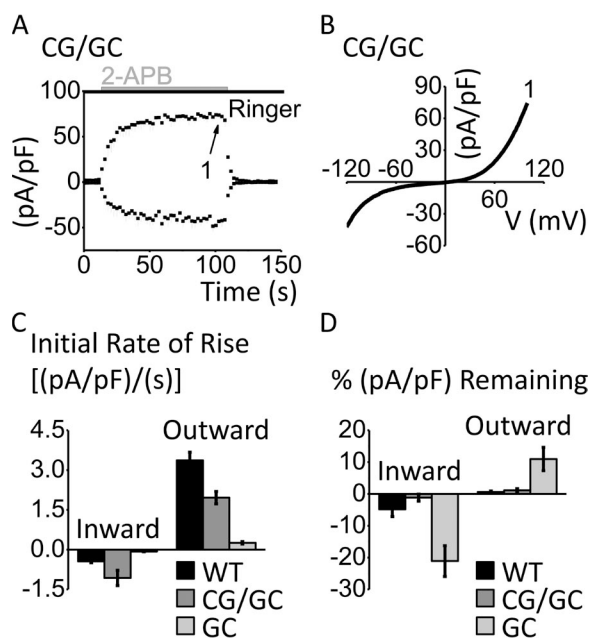 A
CG/GC
2-APB
100
50
0
-50
(pA/pF)
Ringer
1
0 50 100 150
Time (s)
B
CG/GC
90
60
30
-30
-60
(pA/pF)
1
-120 -60 60 120
V (mV)
C
Initial Rate of Rise
[(pA/pF)/(s)]
4.5
3.0
1.5
0.0
-1.5
Outward
Inward
WT
CG/GC
GC
D
% (pA/pF) Remaining
20
10
0
-10
-20
-30
Outward
Inward
WT
CG/GC
GC